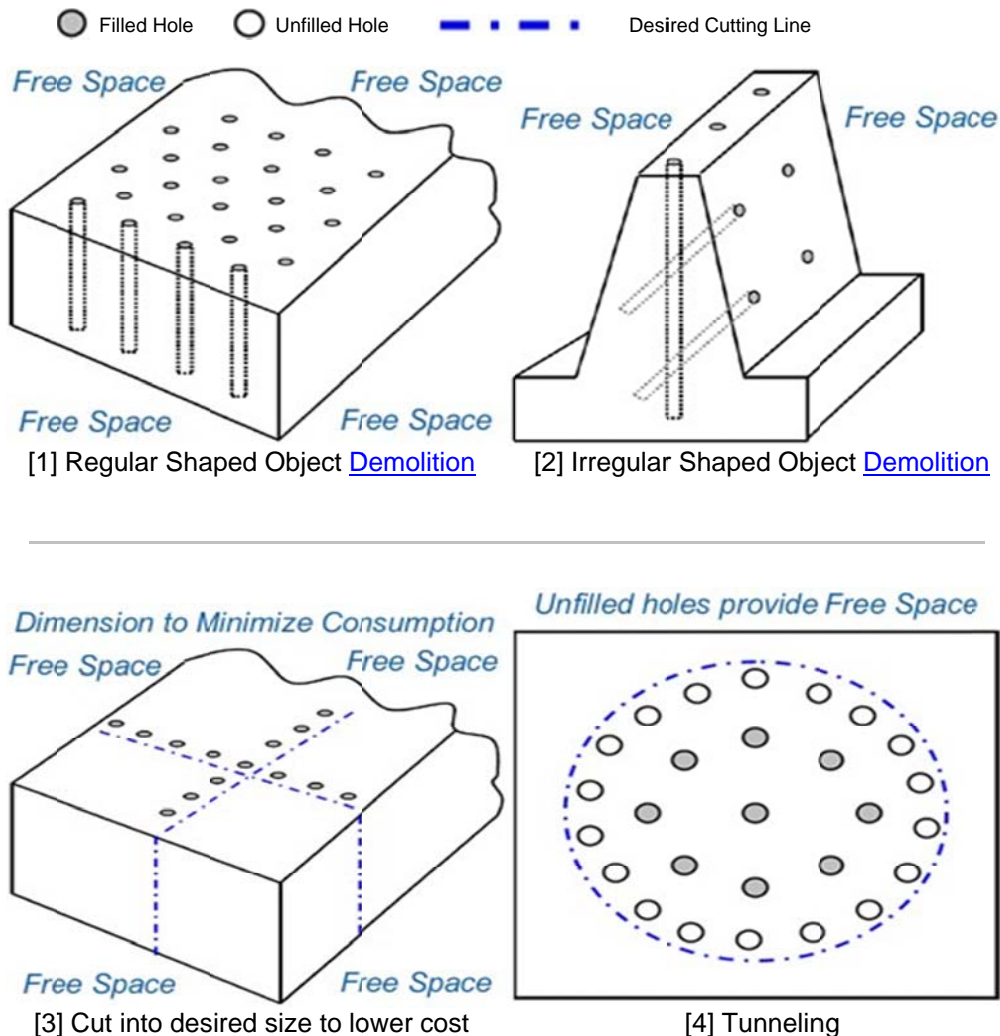 Filled Hole Unfilled Hole Desired Cutting Line
Free Space Free Space
Free Space Free Space
Free Space Free Space
[1] Regular Shaped Object Demolition [2] Irregular Shaped Object Demolition
Dimension to Minimize Consumption
Free Space Free Space
Unfilled holes provide Free Space
Free Space Free Space
[3] Cut into desired size to lower cost [4] Tunneling